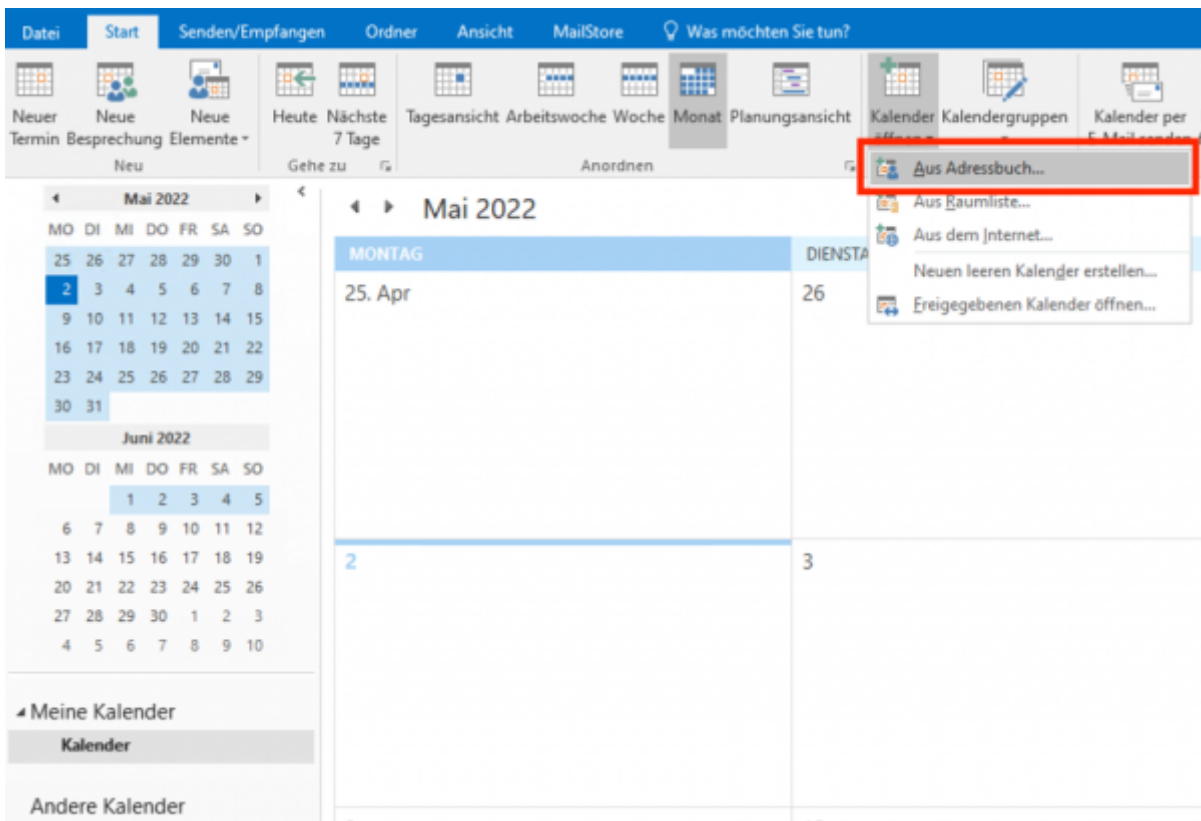 Datei Start Senden/Empfangen Ordner Ansicht MailStore Was möchten Sie tun?
Neuer Neue Neue Heute Nächste Tagesansicht Arbeitswoche Woche Monat Planungsansicht Kalender Kalendergruppen Kalender per
Termin Besprechung Elemente 7 Tage öffnen E-Mail senden
Neu Gehe zu Anordnen
Aus Adressbuch...
Aus Raumliste...
Aus dem Internet...
Neuen leeren Kalender erstellen...
Freigegebenen Kalender öffnen...
Mai 2022
MO DI MI DO FR SA SO
25 26 27 28 29 30 1
2 3 4 5 6 7 8
9 10 11 12 13 14 15
16 17 18 19 20 21 22
23 24 25 26 27 28 29
30 31
Juni 2022
MO DI MI DO FR SA SO
1 2 3 4 5
6 7 8 9 10 11 12
13 14 15 16 17 18 19
20 21 22 23 24 25 26
27 28 29 30 1 2 3
4 5 6 7 8 9 10
Meine Kalender
Kalender
Andere Kalender
Mai 2022
MONTAG DIENSTA
25. Apr 26
2 3